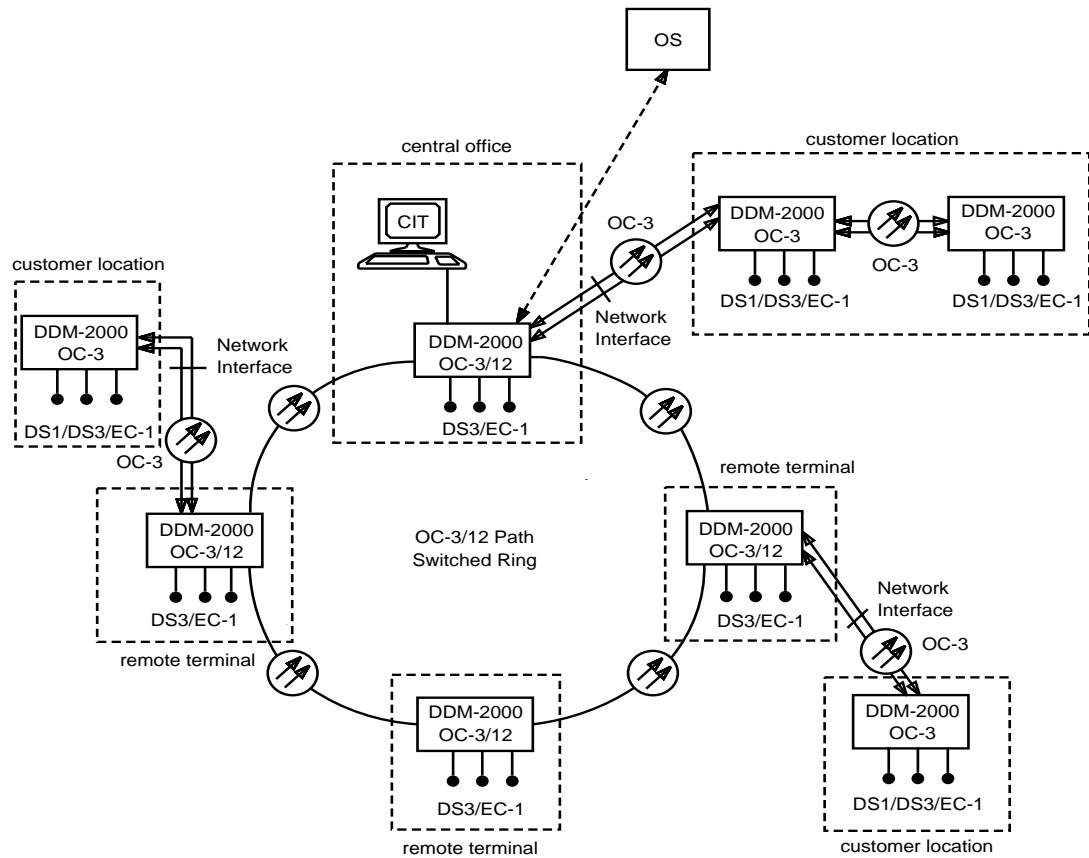 OS
central office
customer location
CIT
OC-3
DDM-2000
OC-3
OC-3
DDM-2000
OC-3
DS1/DS3/EC-1
DS1/DS3/EC-1
Network
Interface
customer location
DDM-2000
OC-3
DS1/DS3/EC-1
Network
Interface
OC-3
DDM-2000
OC-3/12
DS3/EC-1
remote terminal
DDM-2000
OC-3/12
DS3/EC-1
remote terminal
OC-3/12 Path
Switched Ring
DDM-2000
OC-3/12
DS3/EC-1
Network
Interface
OC-3
DDM-2000
OC-3/12
DS3/EC-1
remote terminal
DDM-2000
OC-3
DS1/DS3/EC-1
customer location